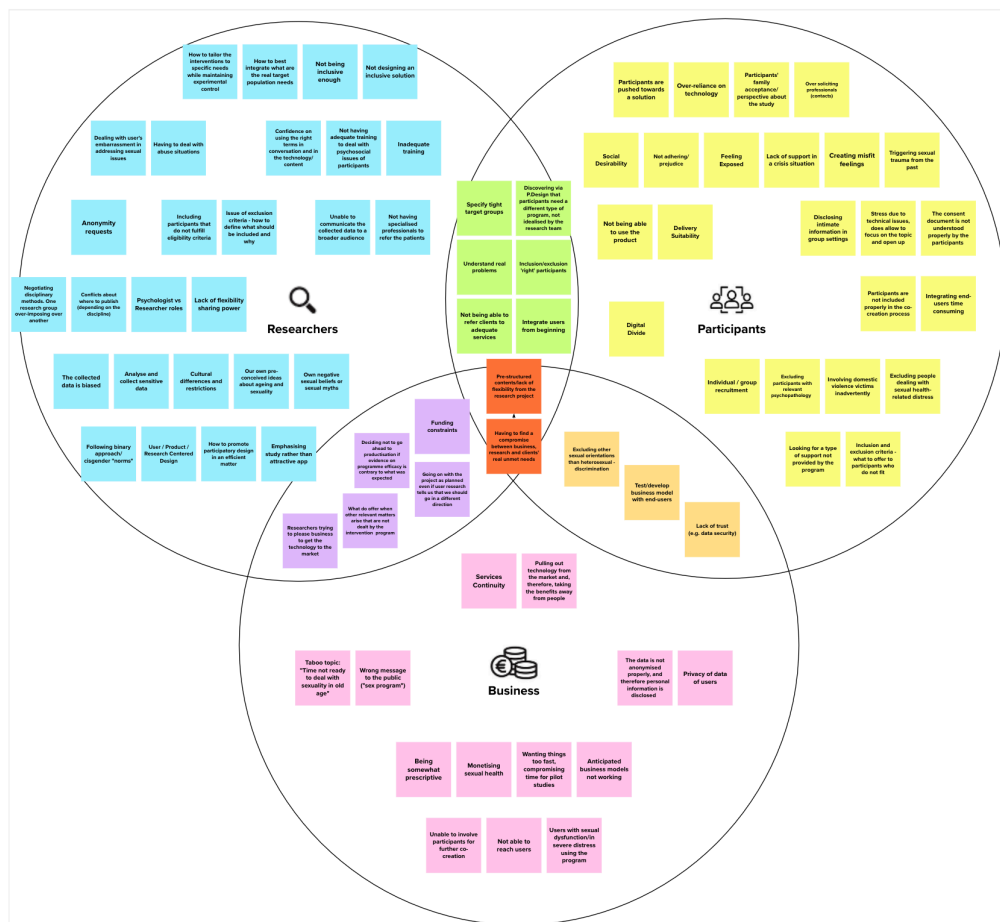 How to tailor the
interventions to
specific needs
while maintaining
experimental
control
How to best
integrate what are
the real target
population needs
Not being
inclusive
enough
Not designing an
inclusive solution
Dealing with user's
embarrassment in
addressing sexual
issues
Having to deal with
abuse situations
Confidence on
using the right
terms in
conversation and in
the technology/
content
Not having
adequate training
to deal with
psychosocial
issues of
participants
Inadequate
training
Anonymity
requests
Including
participants that
do not fulfill
eligibility criteria
Issue of exclusion
criteria - how to
define what should
be included and
why
Unable to
communicate the
collected data to a
broader audience
Not having
specialised
professionals to
refer the patients
Negotiating
disciplinary
methods. One
research group
over-imposing over
another
Conflicts about
where to publish
(depending on the
discipline)
Psychologist vs
Researcher roles
Lack of flexibility
sharing power
Researchers
The collected
data is biased
Analyse and
collect sensitive
data
Cultural
differences and
restrictions
Our own pre-
conceived ideas
about ageing and
sexuality
Own negative
sexual beliefs or
sexual myths
Following binary
approach/
cisgender "norms"
User / Product /
Research Centered
Design
How to promote
participatory design
in an efficient
matter
Emphasising
study rather than
attractive app
Specify tight
target groups
Discovering via
P.Design that
participants need a
different type of
program, not
idealised by the
research team
Understand real
problems
Inclusion/exclusion
'right' participants
Not being able to
refer clients to
adequate
services
Integrate users
from beginning
Pre-structured
contents/lack of
flexibility from the
research project
Having to find a
compromise
between business,
research and clients'
real unmet needs
Participants are
pushed towards
a solution
Over-reliance on
technology
Participants'
family
acceptance/
perspective about
the study
Over soliciting
professionals
(contacts)
Social
Desirability
Not adhering/
prejudice
Feeling
Exposed
Lack of support in
a crisis situation
Creating misfit
feelings
Triggering sexual
trauma from the
past
Not being able
to use the
product
Delivery
Suitability
Disclosing
intimate
information in
group settings
Stress due to
technical issues,
does allow to
focus on the topic
and open up
The consent
document is not
understood
properly by the
participants
Participants are
not included
properly in the co-
creation process
Integrating end-
users time
consuming
Digital
Divide
Participants
Individual / group
recruitment
Excluding
participants with
relevant
psychopathology
Involving domestic
violence victims
inadvertently
Excluding people
dealing with
sexual health-
related distress
Looking for a type
of support not
provided by the
program
Inclusion and
exclusion criteria -
what to offer to
participants who
do not fit
Funding
constraints
Deciding not to go
ahead to
productisation if
evidence on
programme efficacy is
contrary to what was
expected
Going on with the
project as planned
even if user research
tells us that we should
go in a different
direction
What do offer when
other relevant matters
arise that are not
dealt by the
intervention program
Researchers trying
to please business
to get the
technology to the
market
Excluding other
sexual orientations
than heterosexual -
discrimination
Test/develop
business model
with end-users
Lack of trust
(e.g. data security)
Services
Continuity
Pulling out
technology from
the market and,
therefore, taking
the benefits away
from people
Taboo topic:
"Time not ready
to deal with
sexuality in old
age"
Wrong message
to the public
("sex program")
Business
The data is not
anonymised
properly, and
therefore personal
information is
disclosed
Privacy of data
of users
Being
somewhat
prescriptive
Monetising
sexual health
Wanting things
too fast,
compromising
time for pilot
studies
Anticipated
business models
not working
Unable to involve
participants for
further co-
creation
Not able to
reach users
Users with sexual
dysfunction/in
severe distress
using the
program